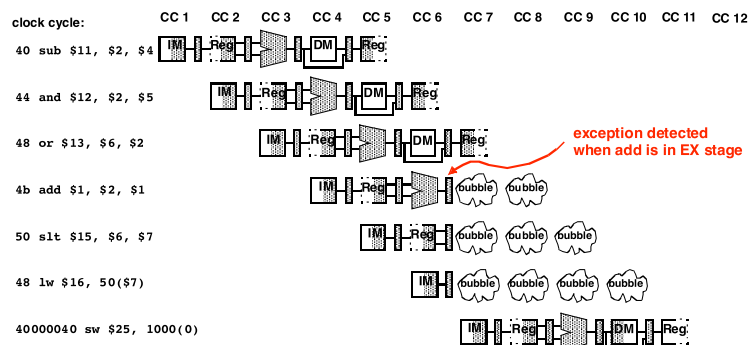 clock cycle: CC 1 CC 2 CC 3 CC 4 CC 5 CC 6 CC 7 CC 8 CC 9 CC 10 CC 11 CC 12
40 sub $11, $2, $4 IM Reg DM Reg
44 and $12, $2, $5 IM Reg DM Reg
48 or $13, $6, $2 IM Reg DM Reg
exception detected
when add is in EX stage
4b add $1, $2, $1 IM Reg bubble bubble
50 slt $15, $6, $7 IM Reg bubble bubble bubble
48 lw $16, 50($7) IM bubble bubble bubble bubble
40000040 sw $25, 1000(0) IM Reg DM Reg